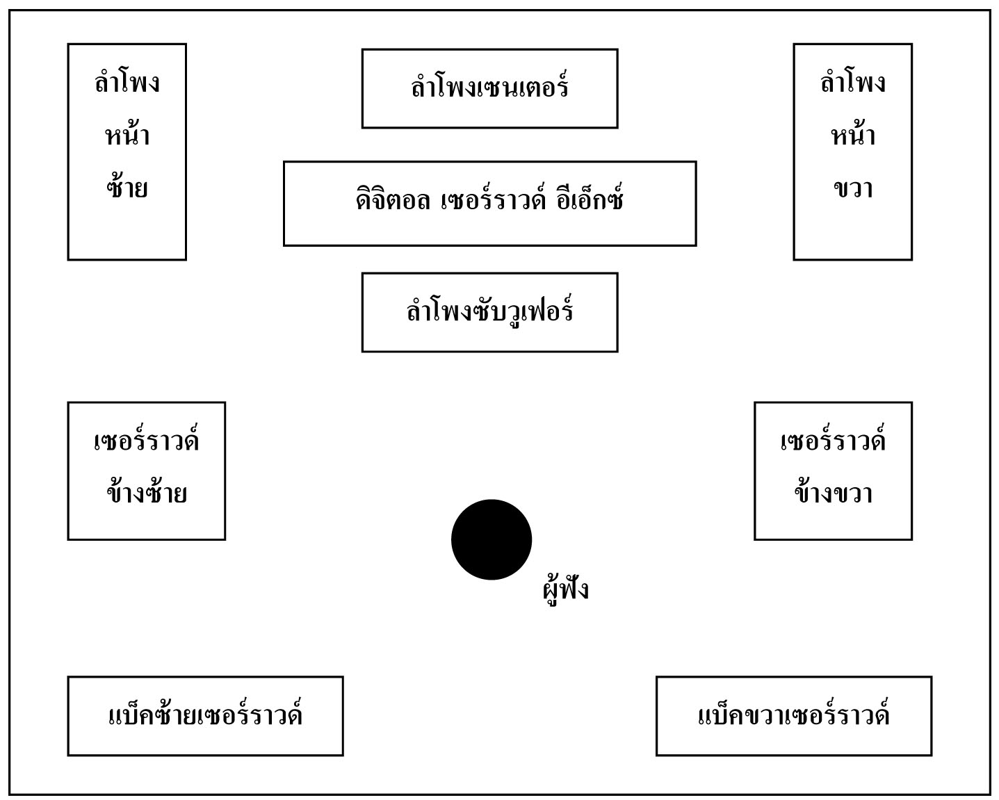 ลำโพง
หน้า
ซ้าย
ลำโพงเซนเตอร์
ลำโพง
หน้า
ขวา
ดิจิตอล เซอร์ราวด์ อีเอ็กซ์
ลำโพงซับวูเฟอร์
เซอร์ราวด์
ข้างซ้าย
เซอร์ราวด์
ข้างขวา
ผู้ฟัง
แบ็คซ้ายเซอร์ราวด์
แบ็คขวาเซอร์ราวด์